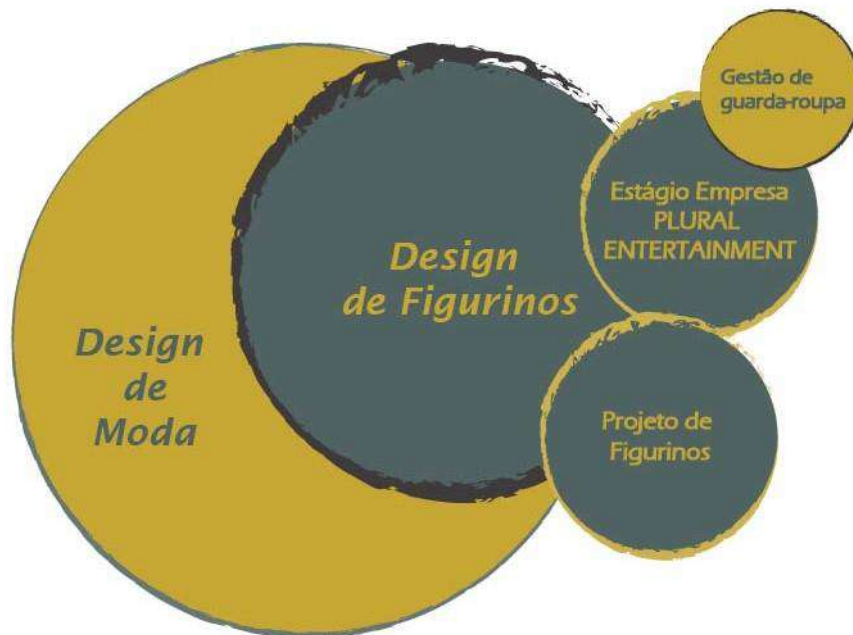 Gestão de
guarda-roupa
Estágio Empresa
PLURAL
ENTERTAINMENT
Design
de Figurinos
Design
de
Moda
Projeto de
Figurinos